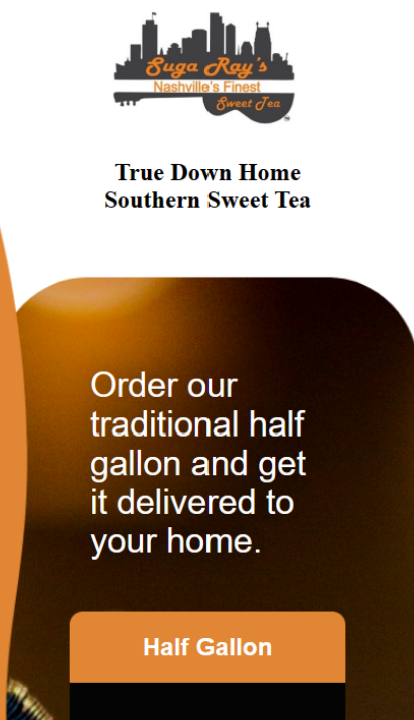 Suga Ray's
Nashville's Finest
Sweet Tea
True Down Home
Southern Sweet Tea
Order our
traditional half
gallon and get
it delivered to
your home.
Half Gallon